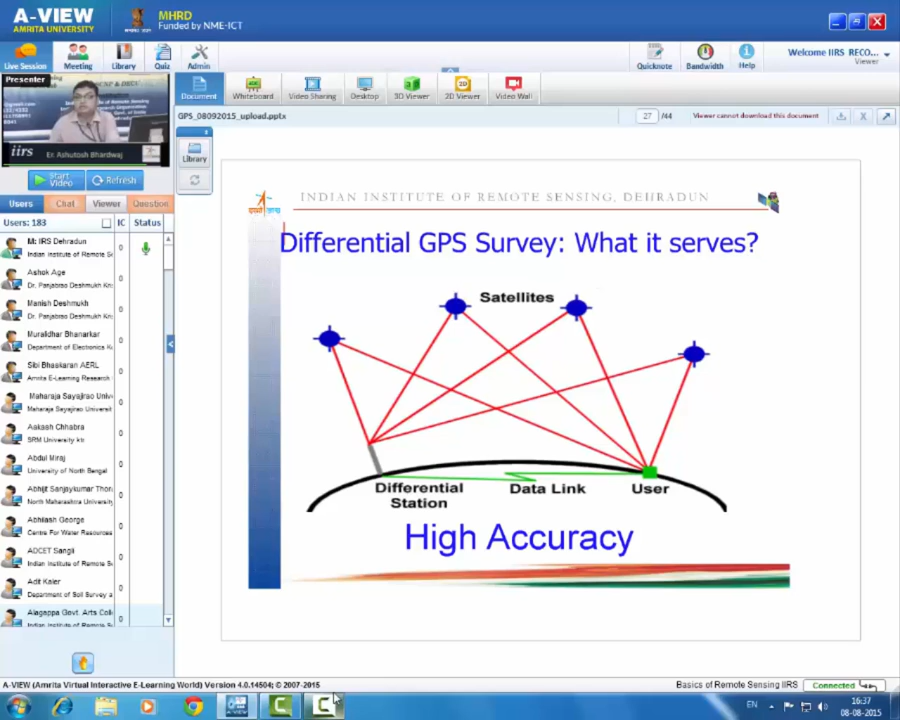 A-VIEW
AMRITA UNIVERSITY
MHRD
Funded by NME-ICT
Live Session
Meeting
Library
Quiz
Admin
Quicknote
Bandwidth
Help
Welcome IIRS_RECO...
Viewer
Presenter
iirs
Er. Ashutosh Bhardwaj
Document
Whiteboard
Video Sharing
Desktop
3D Viewer
2D Viewer
Video Wall
GPS_08092015_upload.pptx
27 /44
Viewer cannot download this document
Library
Start Video
Refresh
Users
Chat
Viewer
Question
Users: 183
IC
Status
M: IIRS Dehradun
Indian Institute of Remote Se
Ashok Age
Dr. Panjabrao Deshmukh Kri
Manish Deshmukh
Dr. Panjabrao Deshmukh Kri
Muralidhar Bhanarkar
Department of Electronics K
Sibi Bhaskaran AERL
Amrita E-Learning Research
Maharaja Sayajirao Univ
Maharaja Sayajirao Universit
Aakash Chhabra
SRM University ktr
Abdul Miraj
University of North Bengal
Abhijit Sanjaykumar Thor
North Maharashtra University
Abhilash George
Centre For Water Resources
ADCET Sangli
Indian Institute of Remote Se
Adit Kaler
Department of Soil Survey a
Alagappa Govt. Arts Coll
Indian Institute of Remote Se
INDIAN INSTITUTE OF REMOTE SENSING, DEHRADUN
Differential GPS Survey: What it serves?
Satellites
Differential Station
Data Link
User
High Accuracy
A-VIEW (Amrita Virtual Interactive E-Learning World) Version 4.0.14504; © 2007-2015
Basics of Remote Sensing IIRS
Connected
EN
16:37
08-08-2015